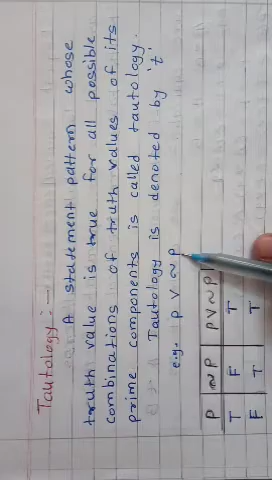 Tautology :-
A statement pattern whose
truth value is true for all possible
combinations of truth values of its
prime components is called tautology.
Tautology is denoted by 't'
e.g. p ∨ ~p
P ~P P∨~P
T F T
F T T